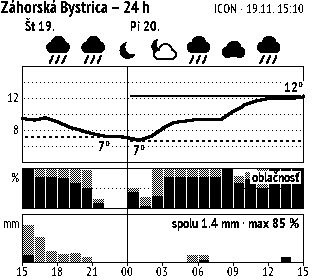 Záhorská Bystrica – 24 h
ICON · 19.11. 15:10
Št 19.
Pi 20.
12°
12
8
7°
7°
%
oblačnosť
mm
spolu 1.4 mm · max 85 %
15 18 21 00 03 06 09 12 15